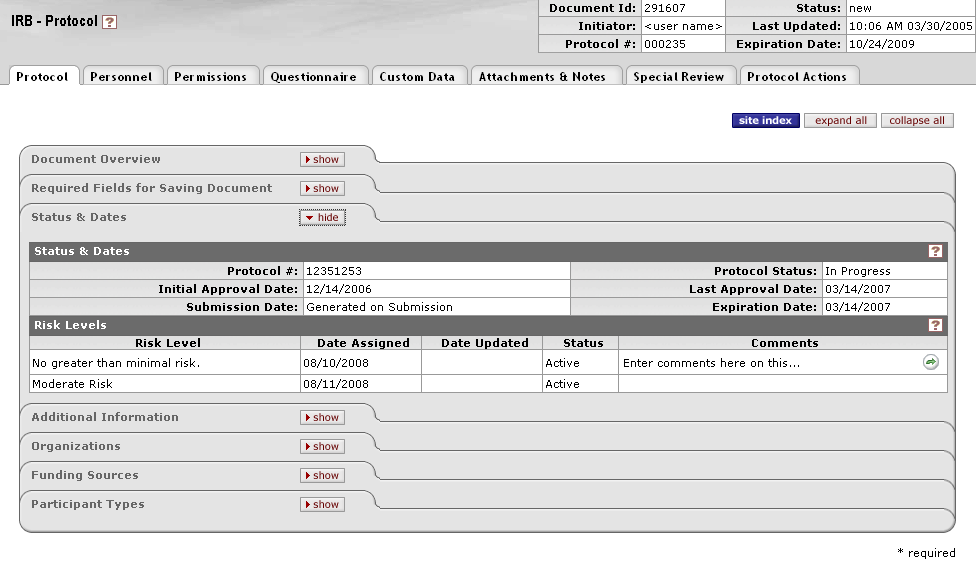 IRB - Protocol ?
Document Id: 291607 Status: new
Initiator: <user name> Last Updated: 10:06 AM 03/30/2005
Protocol #: 000235 Expiration Date: 10/24/2009
Protocol Personnel Permissions Questionnaire Custom Data Attachments & Notes Special Review Protocol Actions
site index expand all collapse all
Document Overview show
Required Fields for Saving Document show
Status & Dates hide
Status & Dates ?
Protocol #: 12351253 Protocol Status: In Progress
Initial Approval Date: 12/14/2006 Last Approval Date: 03/14/2007
Submission Date: Generated on Submission Expiration Date: 03/14/2007
Risk Levels ?
Risk Level Date Assigned Date Updated Status Comments
No greater than minimal risk. 08/10/2008 Active Enter comments here on this...
Moderate Risk 08/11/2008 Active
Additional Information show
Organizations show
Funding Sources show
Participant Types show
* required